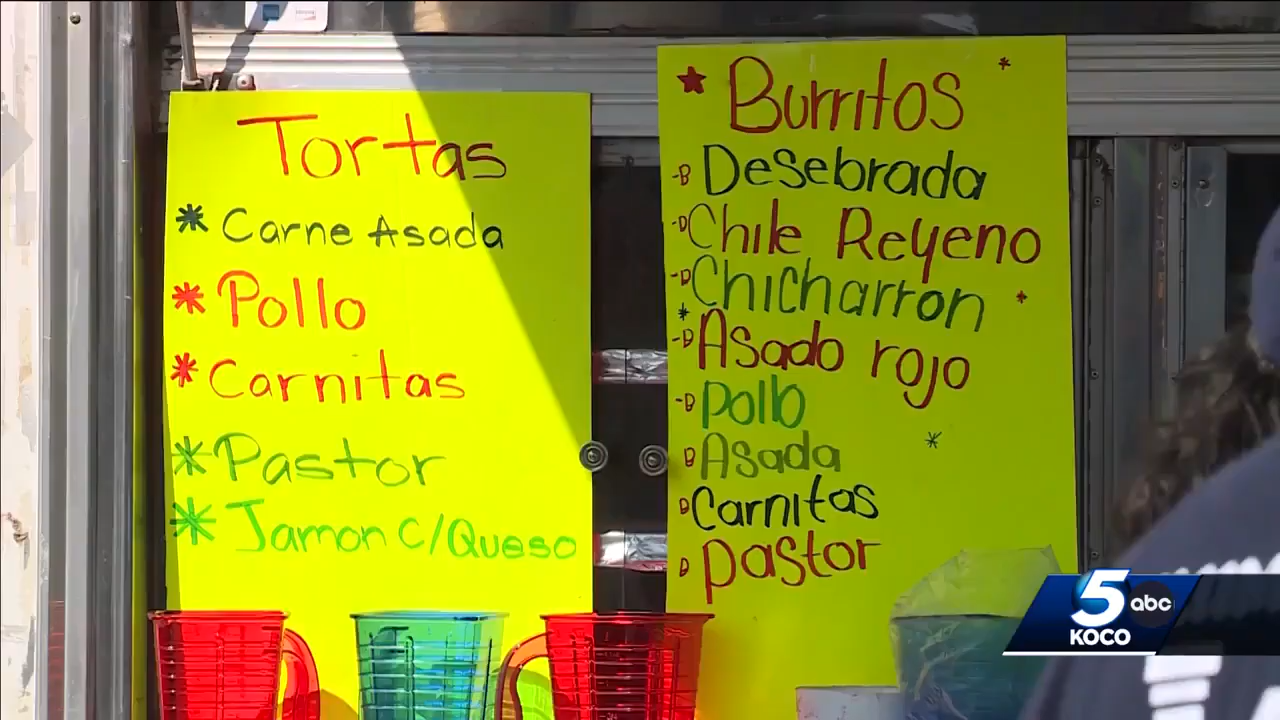 Tortas
* Carne Asada
* Pollo
* Carnitas
* Pastor
* Jamon C/Queso
Burritos
Desebrada
Chile Reyeno
Chicharron
Asado rojo
Pollo
Asada
Carnitas
Pastor
5 abc
KOCO